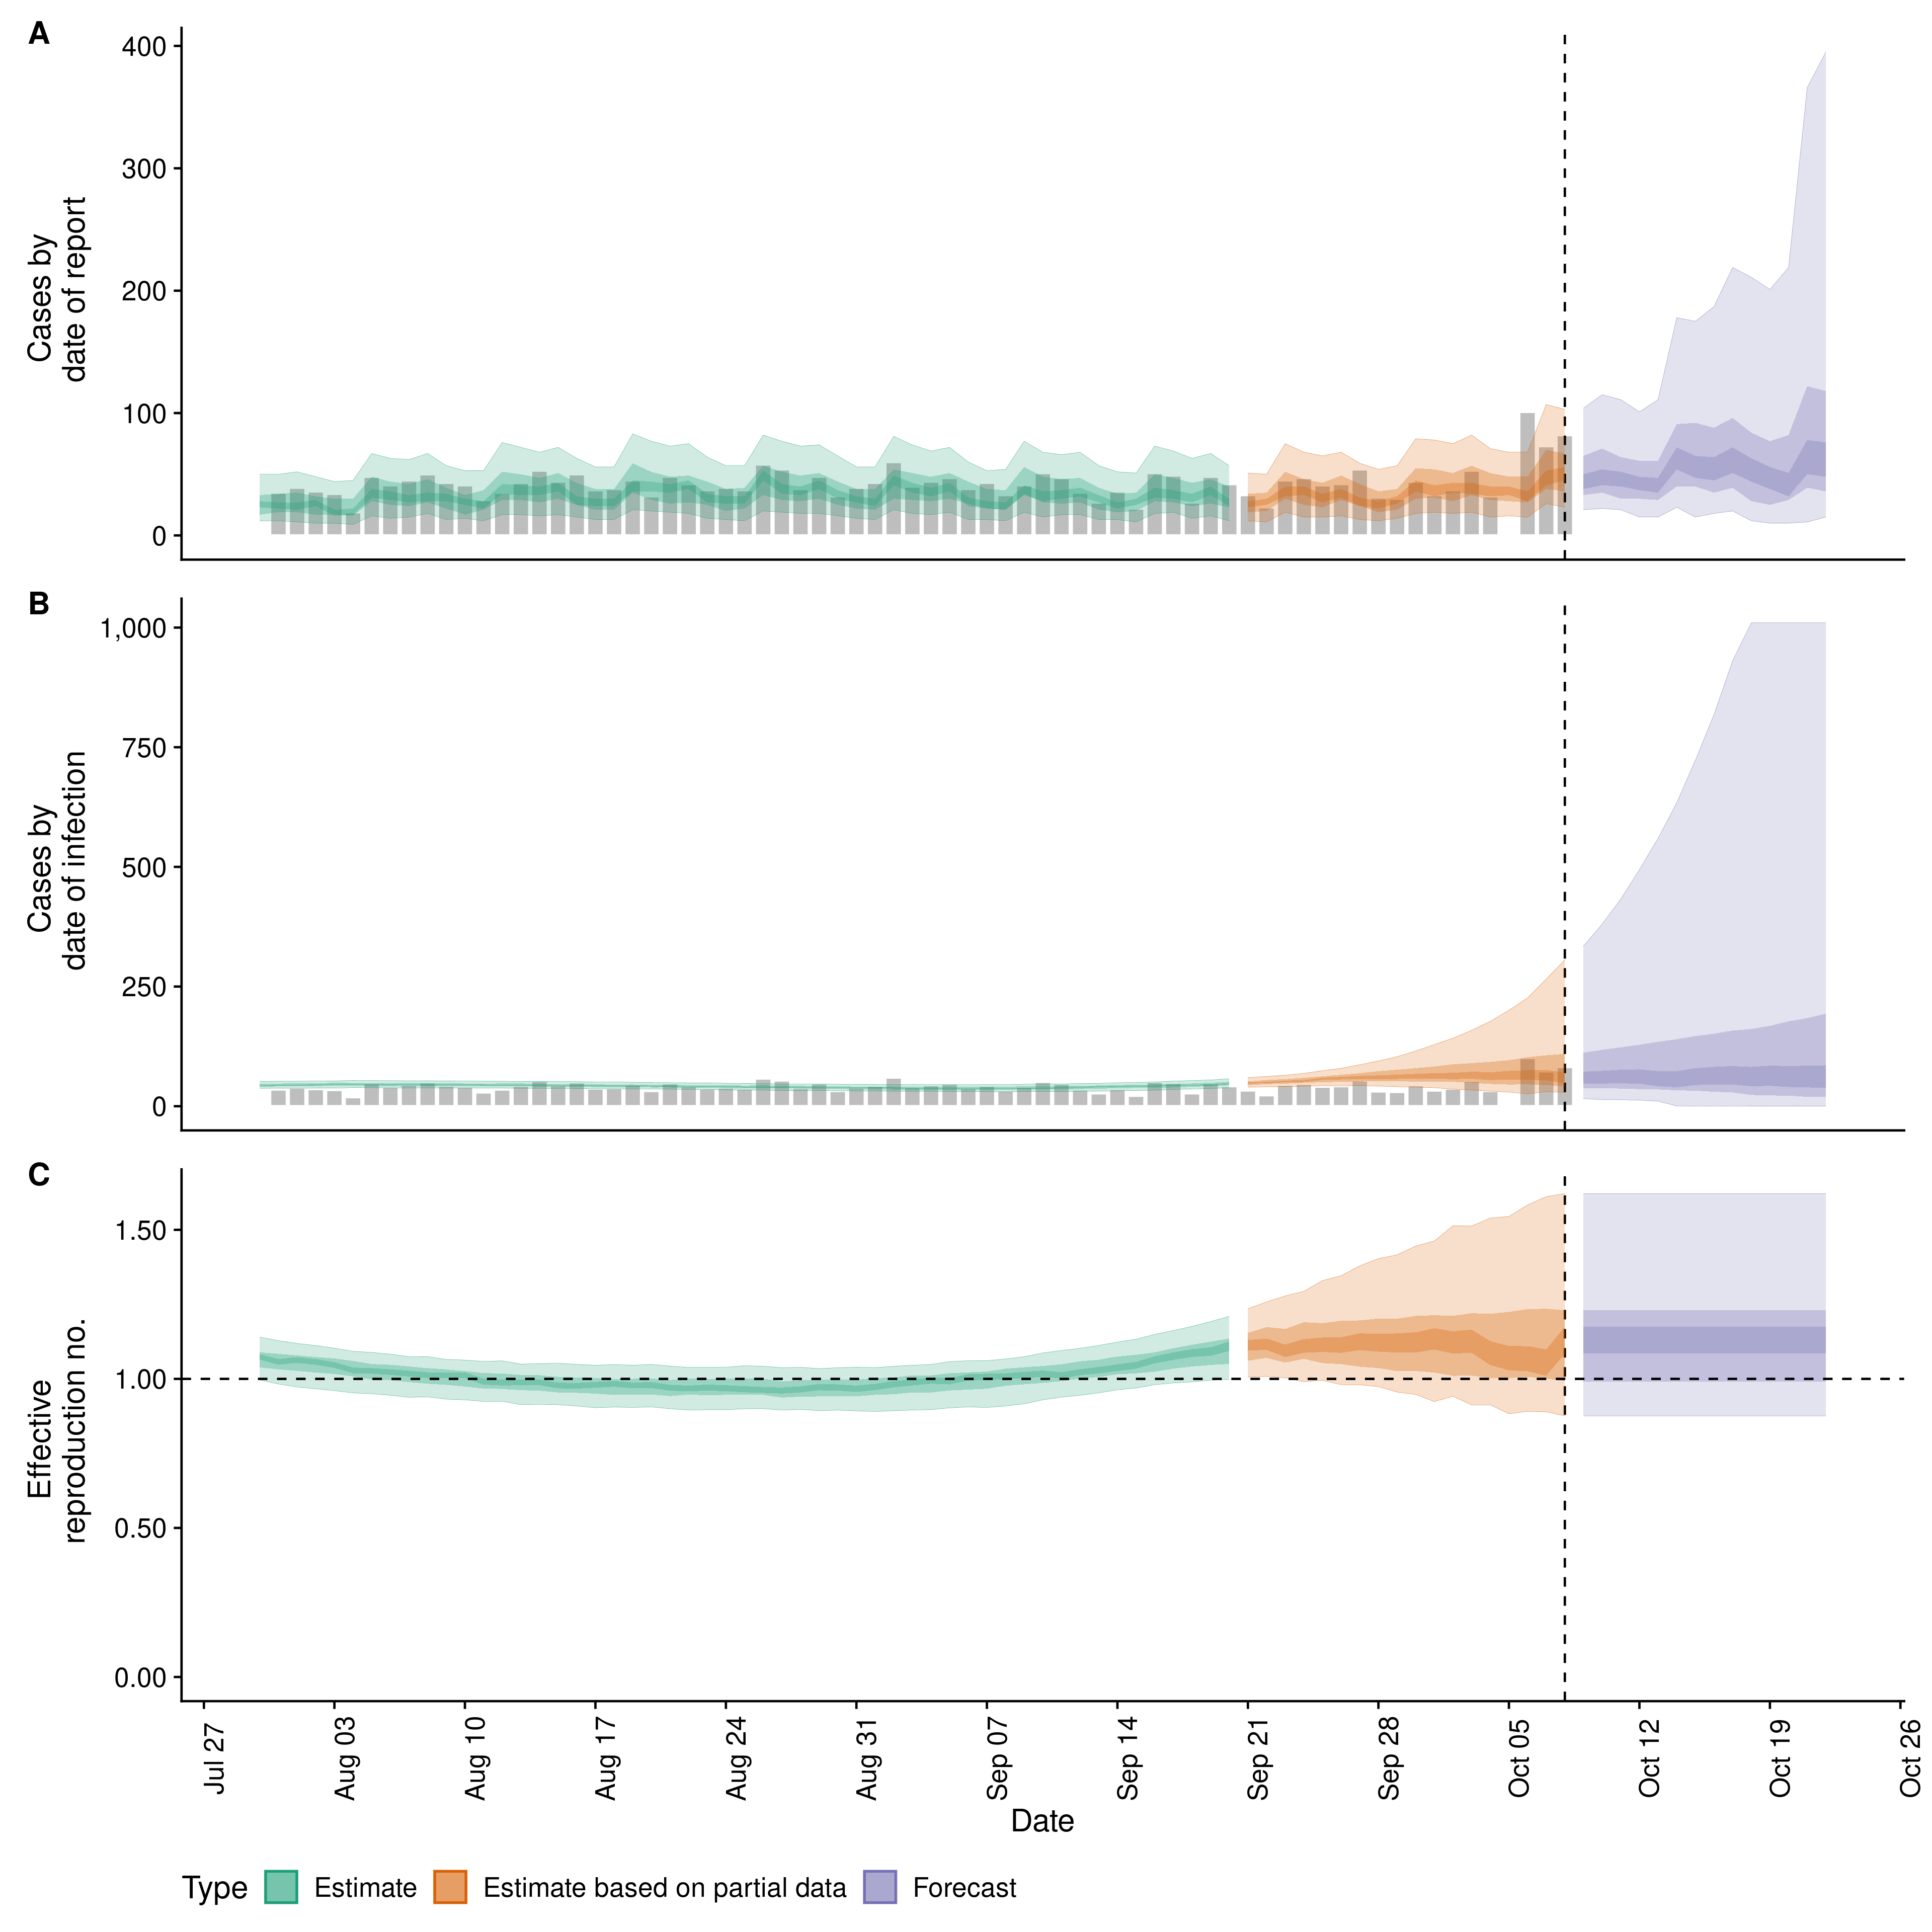 A
400
300
200
100
0
Cases by
date of report
B
1,000
750
500
250
0
Cases by
date of infection
C
1.50
1.00
0.50
0.00
Effective
reproduction no.
Jul 27
Aug 03
Aug 10
Aug 17
Aug 24
Aug 31
Sep 07
Sep 14
Sep 21
Sep 28
Oct 05
Oct 12
Oct 19
Oct 26
Date
Type Estimate Estimate based on partial data Forecast